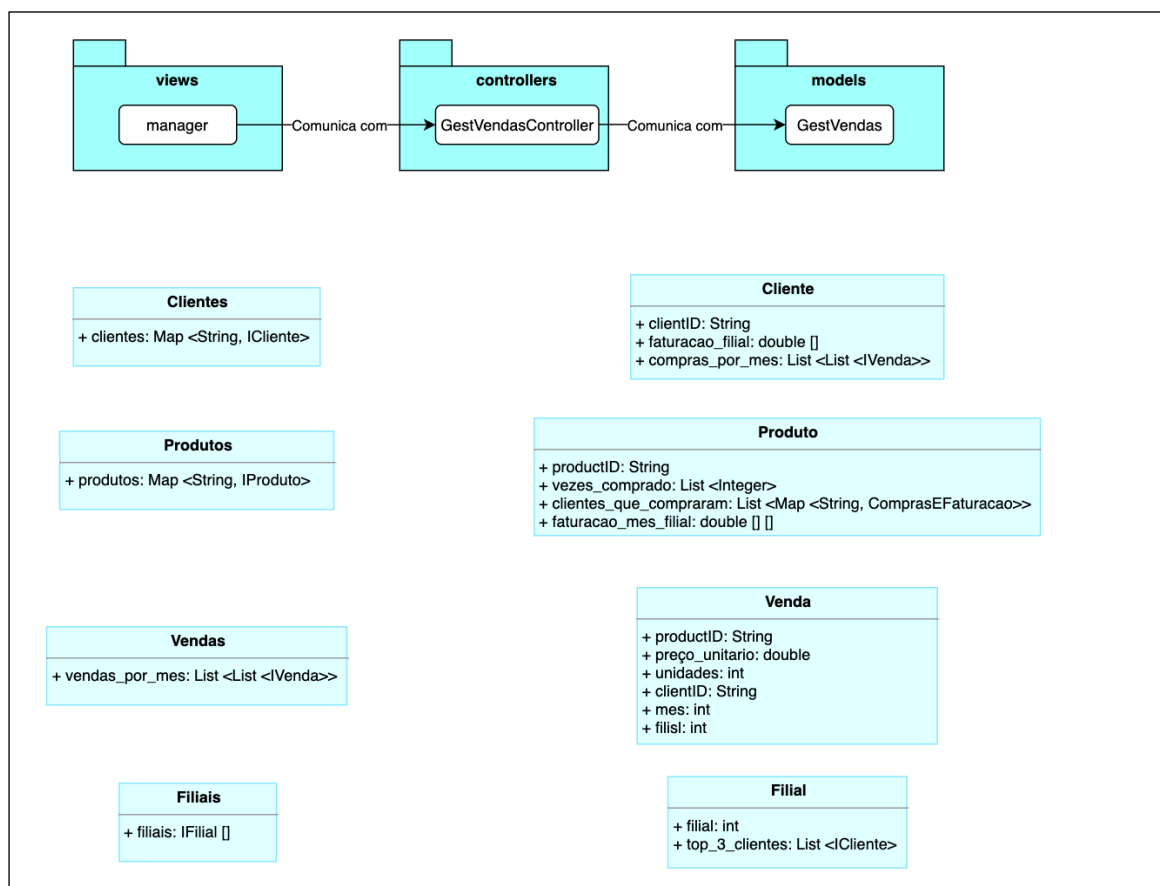 views
controllers
models
manager
Comunica com
GestVendasController
Comunica com
GestVendas
Clientes
+ clientes: Map <String, ICliente>
Cliente
+ clientID: String
+ faturacao_filial: double []
+ compras_por_mes: List <List <IVenda>>
Produtos
+ produtos: Map <String, IProduto>
Produto
+ productID: String
+ vezes_comprado: List <Integer>
+ clientes_que_compraram: List <Map <String, ComprasEFaturacao>>
+ faturacao_mes_filial: double [] []
Vendas
+ vendas_por_mes: List <List <IVenda>>
Venda
+ productID: String
+ preço_unitario: double
+ unidades: int
+ clientID: String
+ mes: int
+ filisl: int
Filiais
+ filiais: IFilial []
Filial
+ filial: int
+ top_3_clientes: List <ICliente>